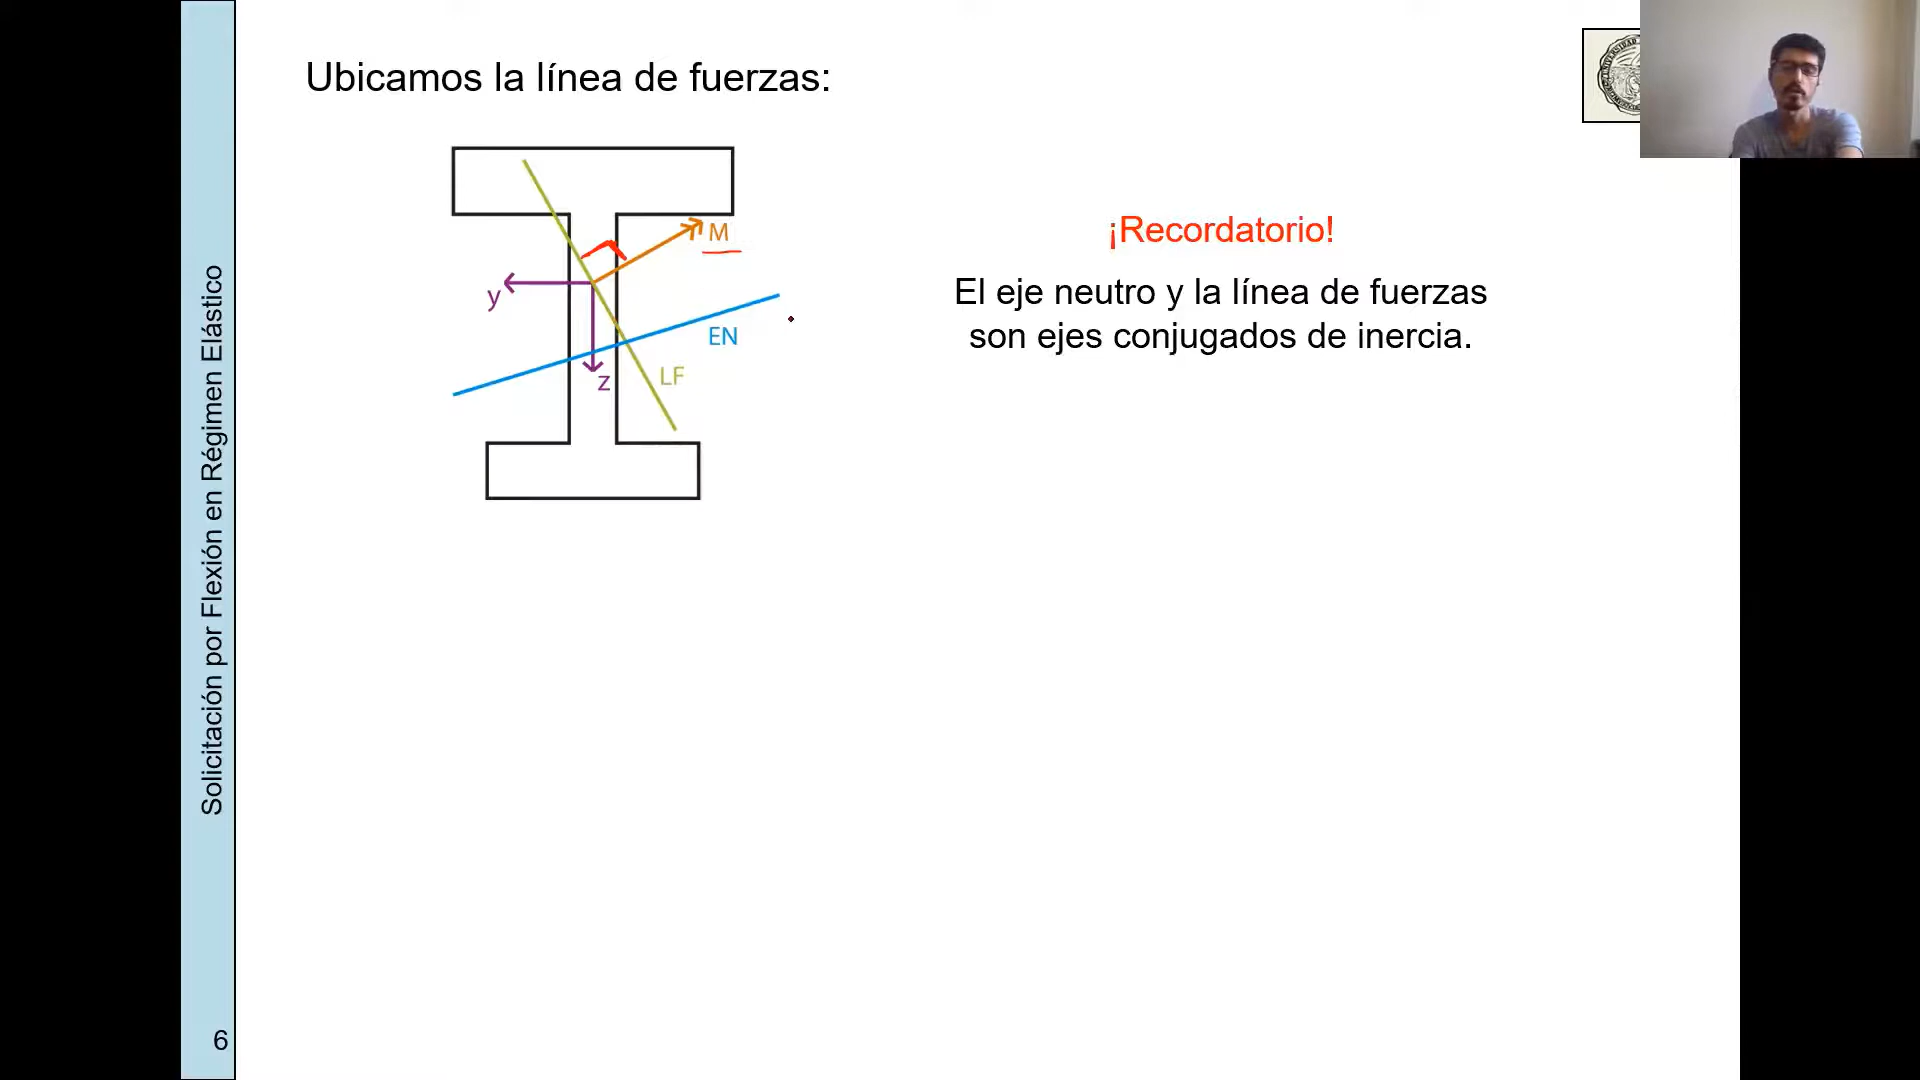 Ubicamos la línea de fuerzas:
M
y
EN
z
LF
¡Recordatorio!
El eje neutro y la línea de fuerzas
son ejes conjugados de inercia.
Solicitación por Flexión en Régimen Elástico
6